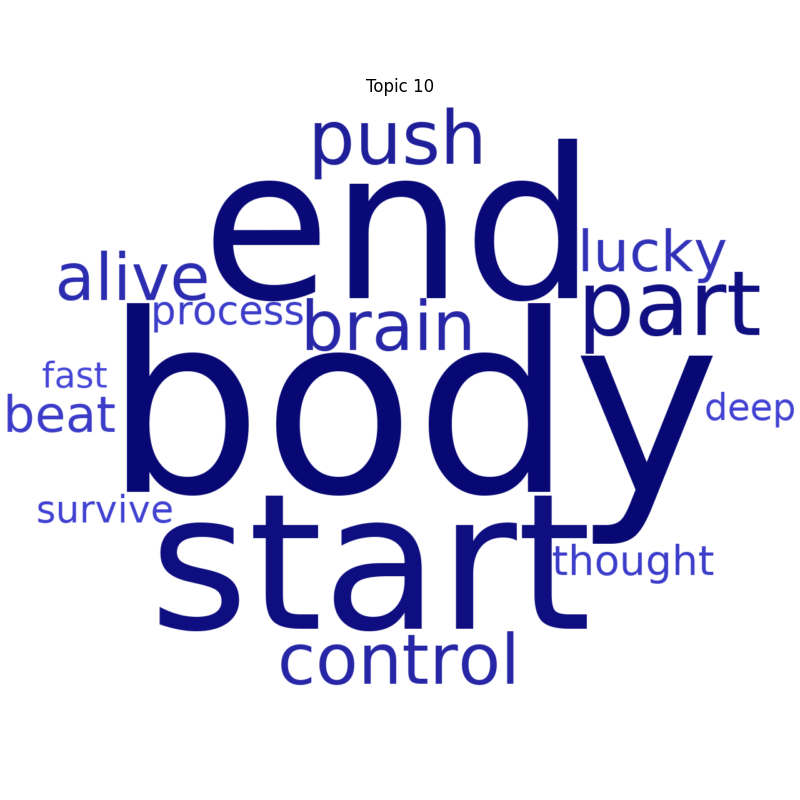 Topic 10
push
end
lucky
alive
part
process
brain
fast
body
beat
deep
survive
start
thought
control